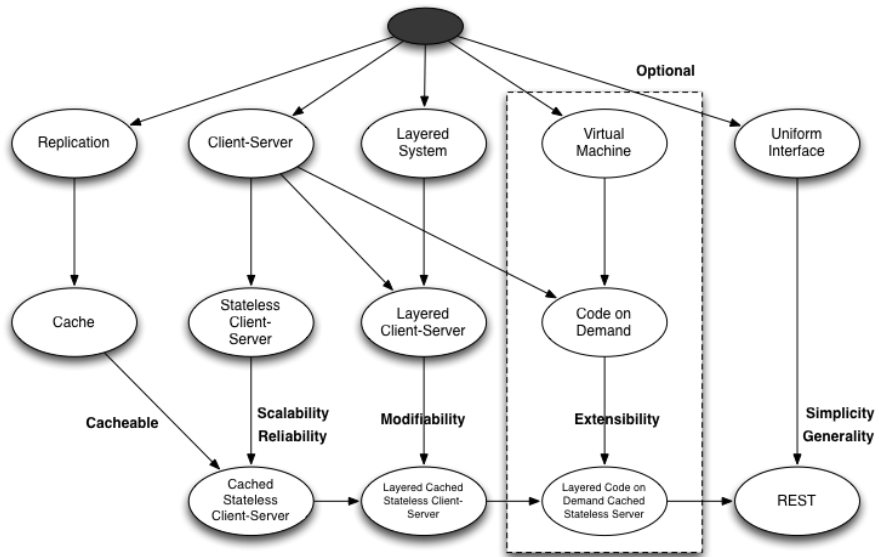 Optional
Replication
Client-Server
Layered
System
Virtual
Machine
Uniform
Interface
Cache
Stateless
Client-
Server
Layered
Client-Server
Code on
Demand
Cacheable
Scalability
Reliability
Modifiability
Extensibility
Simplicity
Generality
Cached
Stateless
Client-Server
Layered Cached
Stateless Client-
Server
Layered Code on
Demand Cached
Stateless Server
REST